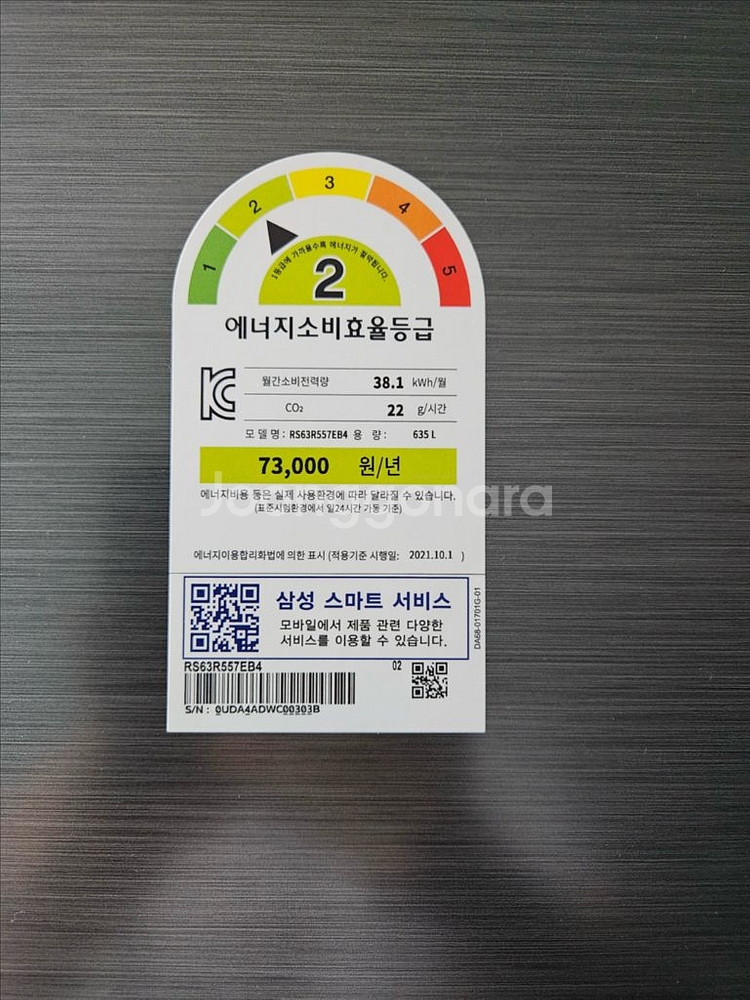 1
2
3
4
5
1등급에 가까울수록 에너지가 절약됩니다.
2
에너지소비효율등급
월간소비전력량 38.1 kWh/월
CO₂ 22 g/시간
모 델 명 : RS63R557EB4 용 량 : 635 L
73,000 원/년
에너지비용 등은 실제 사용환경에 따라 달라질 수 있습니다.
(표준시험환경에서 일24시간 가동 기준)
Joonggonara
에너지이용합리화법에 의한 표시 (적용기준 시행일: 2021.10.1 )
삼성 스마트 서비스
모바일에서 제품 관련 다양한
서비스를 이용할 수 있습니다.
DA68-01701G-01
RS63R557EB4 02
S/N : 0UDA4ADWC00303B